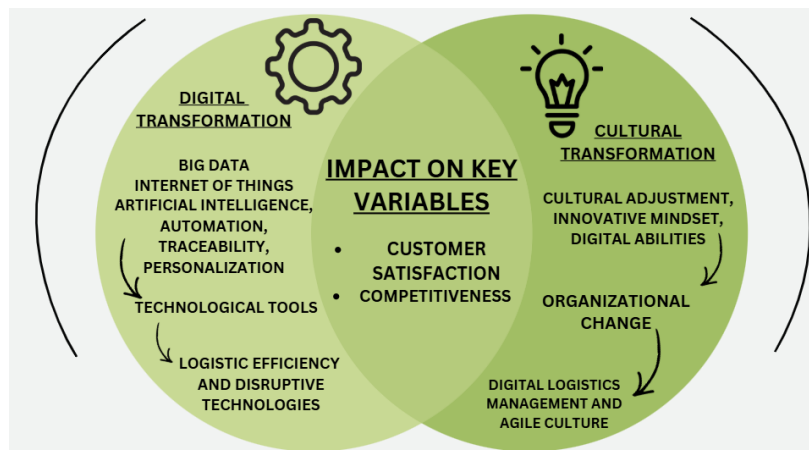 DIGITAL
TRANSFORMATION
BIG DATA
INTERNET OF THINGS
ARTIFICIAL INTELLIGENCE,
AUTOMATION,
TRACEABILITY,
PERSONALIZATION
TECHNOLOGICAL TOOLS
LOGISTIC EFFICIENCY
AND DISRUPTIVE
TECHNOLOGIES
IMPACT ON KEY
VARIABLES
• CUSTOMER
SATISFACTION
• COMPETITIVENESS
CULTURAL
TRANSFORMATION
CULTURAL ADJUSTMENT,
INNOVATIVE MINDSET,
DIGITAL ABILITIES
ORGANIZATIONAL
CHANGE
DIGITAL LOGISTICS
MANAGEMENT AND
AGILE CULTURE